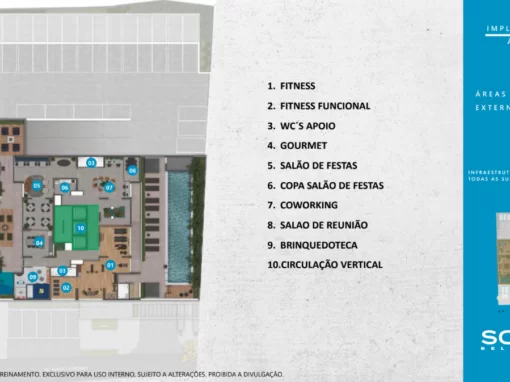 1. FITNESS
2. FITNESS FUNCIONAL
3. WC´S APOIO
4. GOURMET
5. SALÃO DE FESTAS
6. COPA SALÃO DE FESTAS
7. COWORKING
8. SALAO DE REUNIÃO
9. BRINQUEDOTECA
10.CIRCULAÇÃO VERTICAL
03
08
05
06
07
10
04
03
01
09
02
REINAMENTO. EXCLUSIVO PARA USO INTERNO, SUJEITO A ALTERAÇÕES. PROIBIDA A DIVULGAÇÃO.
IMPL
ÁREAS
EXTERN
INFRAESTRUT
TODAS AS SU
SO